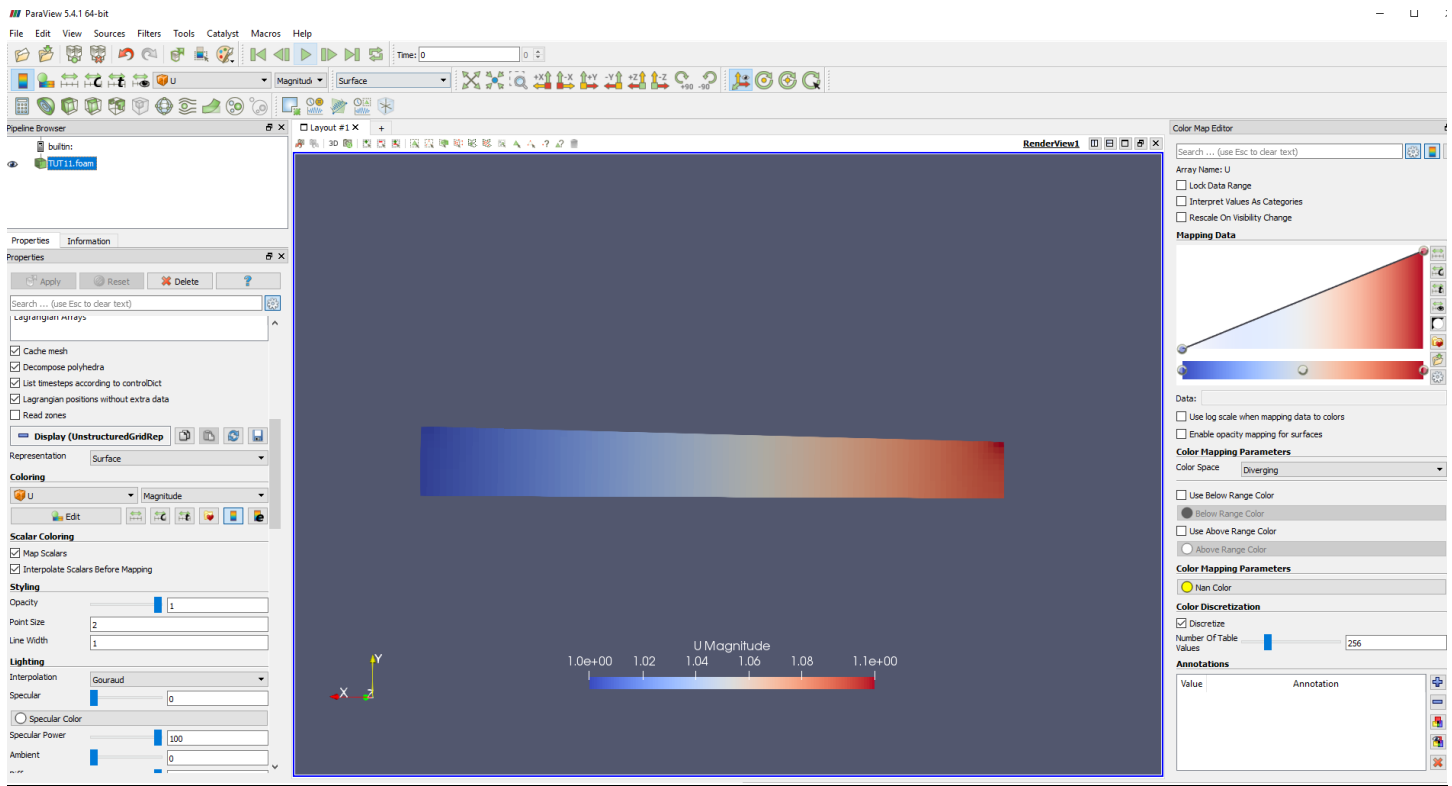 ParaView 5.4.1 64-bit
File Edit View Sources Filters Tools Catalyst Macros Help
Time: 0 0
U Magnitud Surface +X -X +Y -Y +Z -Z +90 -90
Pipeline Browser
builtin:
TUT11.foam
Properties Information
Properties
Apply Reset Delete ?
Search ... (use Esc to clear text)
Lagrangian Arrays
Cache mesh
Decompose polyhedra
List timesteps according to controlDict
Lagrangian positions without extra data
Read zones
Display (UnstructuredGridRep
Representation Surface
Coloring
U Magnitude
Edit
Scalar Coloring
Map Scalars
Interpolate Scalars Before Mapping
Styling
Opacity 1
Point Size 2
Line Width 1
Lighting
Interpolation Gouraud
Specular 0
Specular Color
Specular Power 100
Ambient 0
Layout #1 +
3D RenderView1
Y
X Z
U Magnitude
1.0e+00 1.02 1.04 1.06 1.08 1.1e+00
Color Map Editor
Search ... (use Esc to clear text)
Array Name: U
Lock Data Range
Interpret Values As Categories
Rescale On Visibility Change
Mapping Data
Data:
Use log scale when mapping data to colors
Enable opacity mapping for surfaces
Color Mapping Parameters
Color Space Diverging
Use Below Range Color
Below Range Color
Use Above Range Color
Above Range Color
Color Mapping Parameters
Nan Color
Color Discretization
Discretize
Number Of Table
Values 256
Annotations
Value Annotation